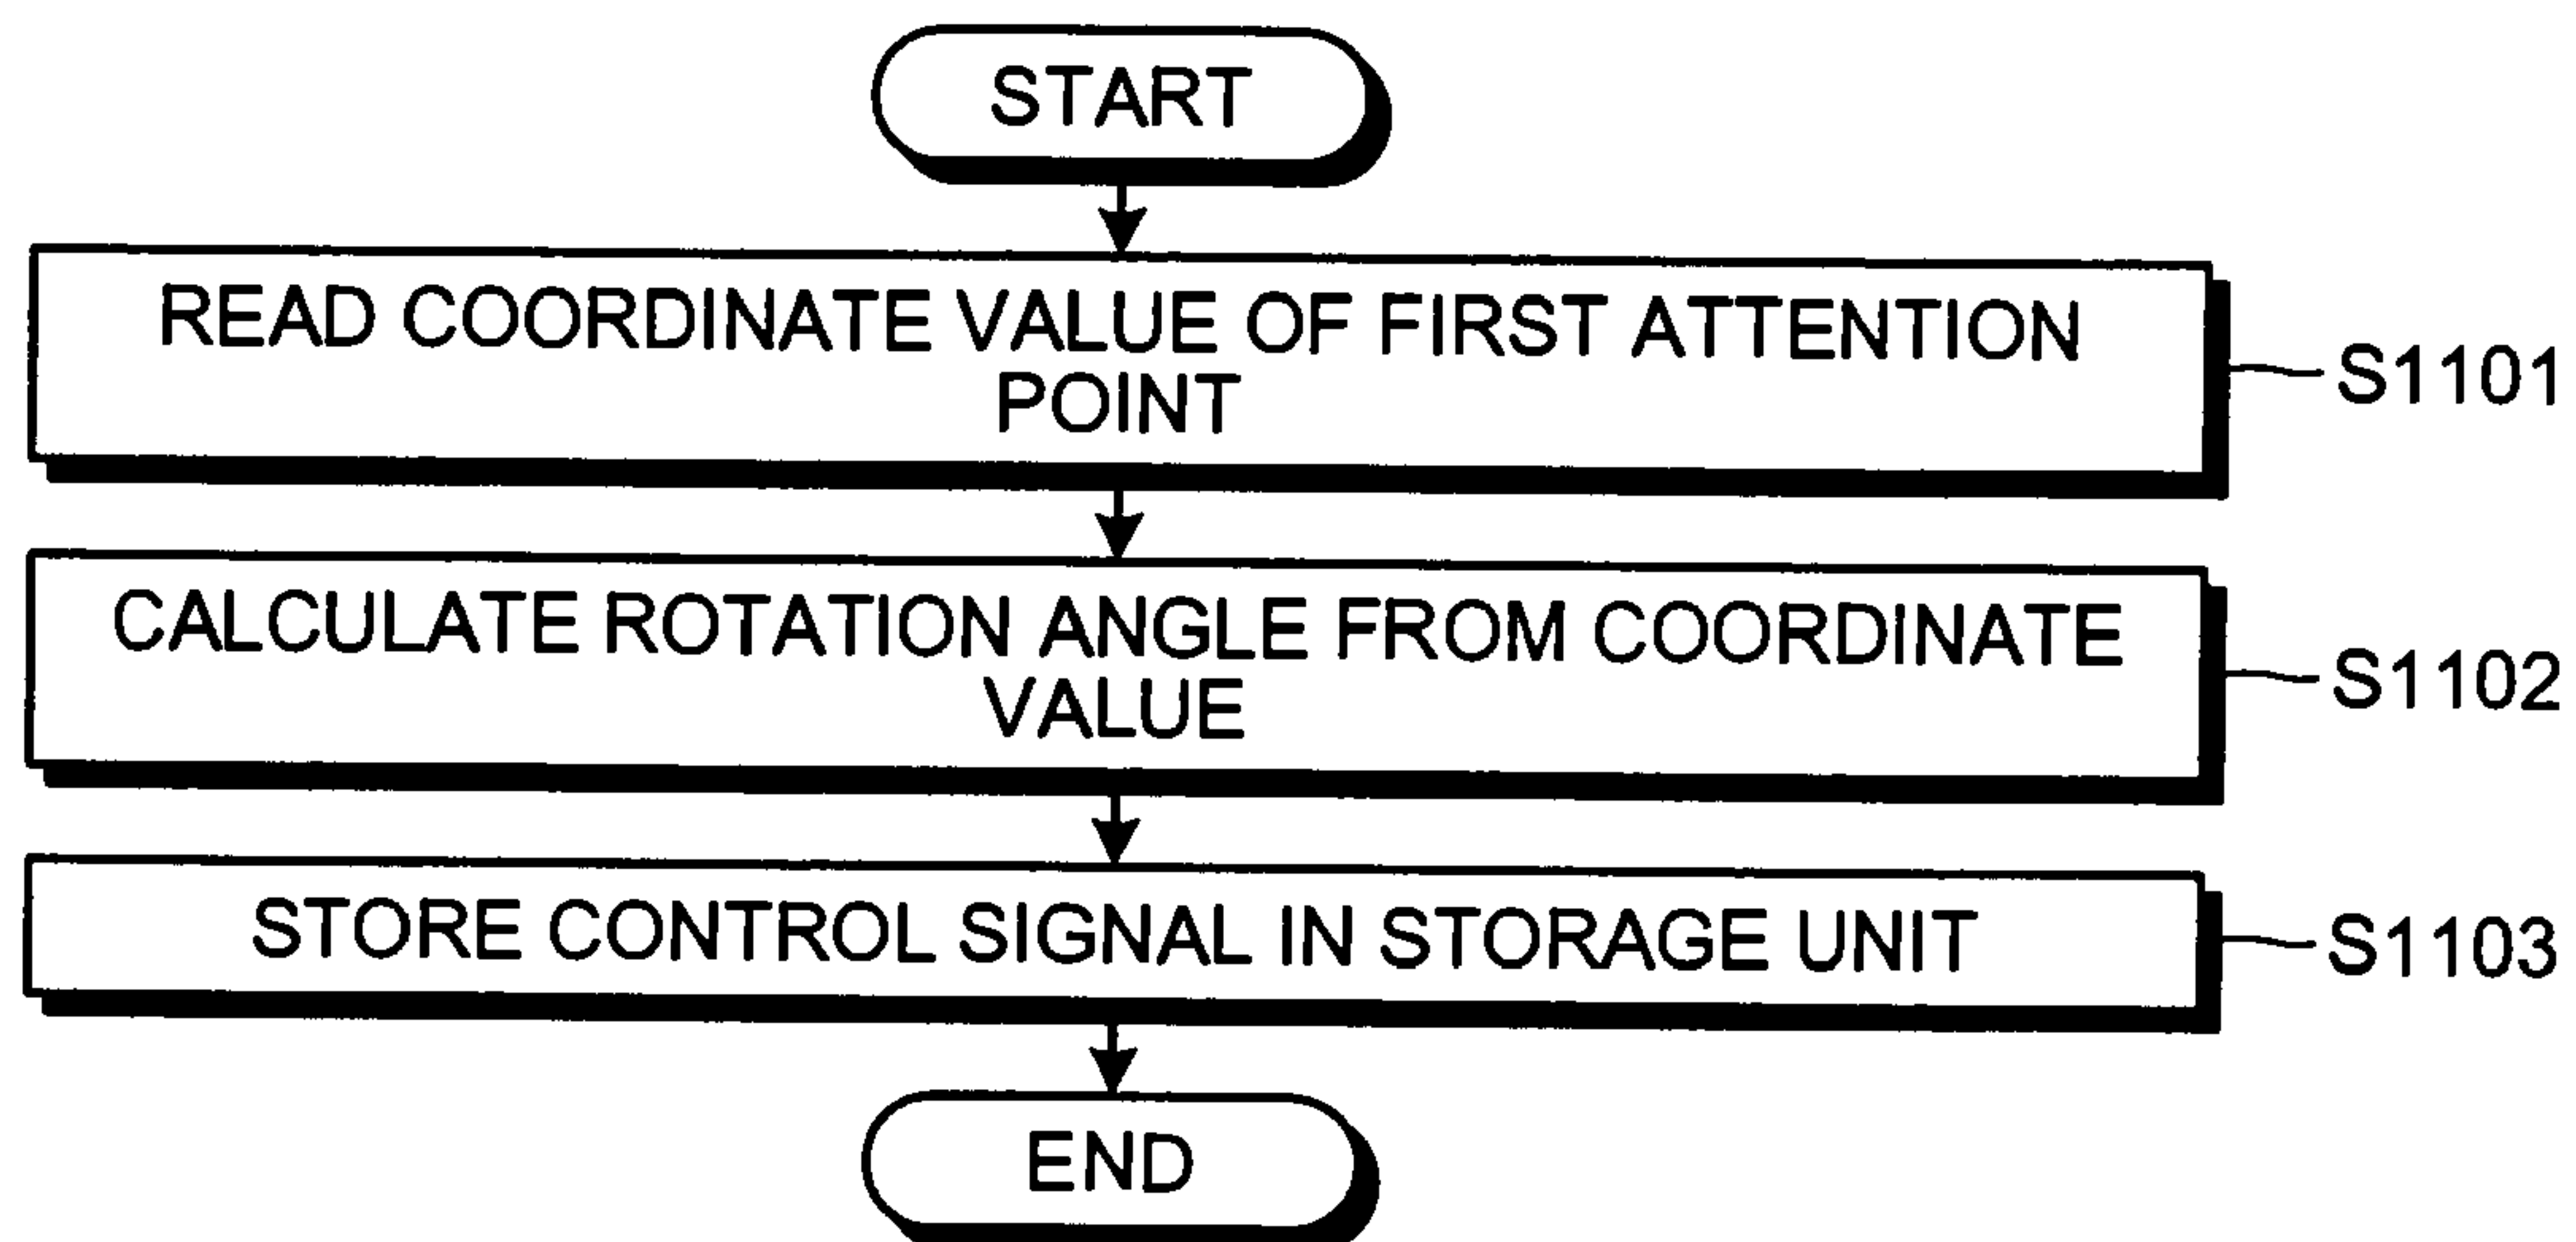 START
READ COORDINATE VALUE OF FIRST ATTENTION
POINT
S1101
CALCULATE ROTATION ANGLE FROM COORDINATE
VALUE
S1102
STORE CONTROL SIGNAL IN STORAGE UNIT
S1103
END